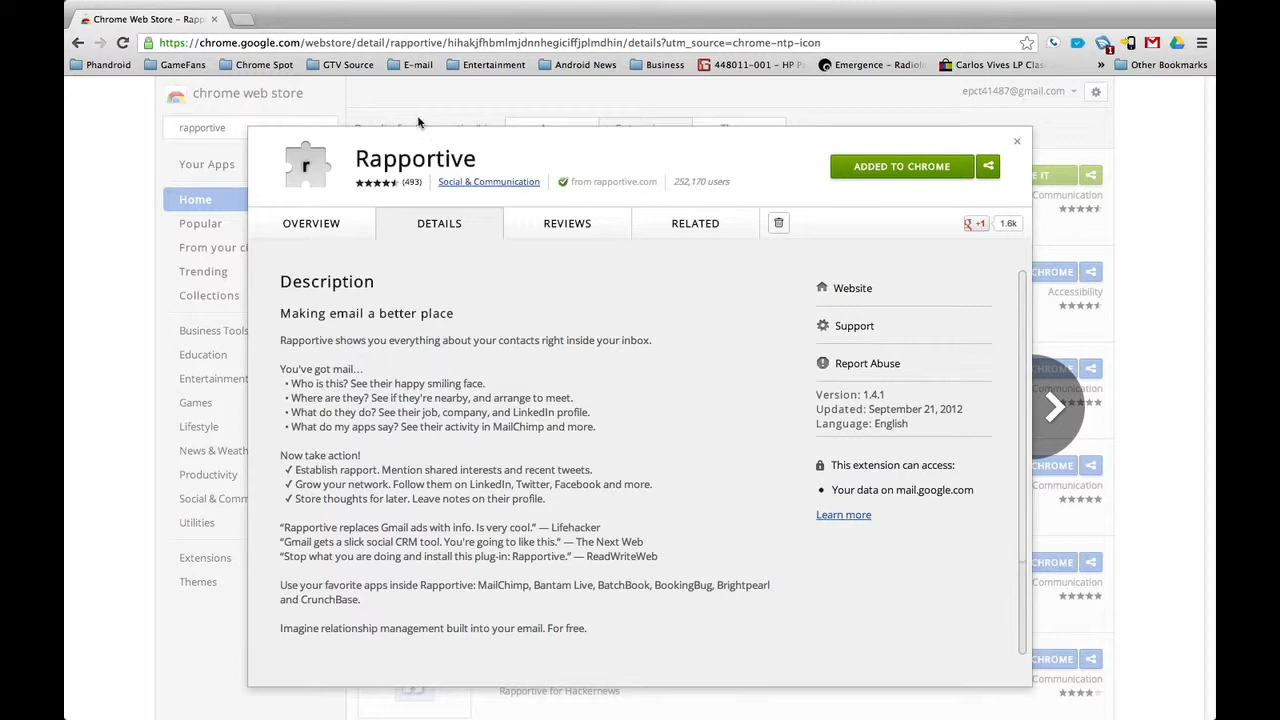 Chrome Web Store – Rapp
https://chrome.google.com/webstore/detail/rapportive/hihakjfhbmlmjdnnhegiciffjplmdhin/details?utm_source=chrome-ntp-icon
1
Phandroid
GameFans
Chrome Spot
GTV Source
E-mail
Entertainment
Android News
Business
448011-001 - HP P
Emergence - Radiol
Carlos Vives LP Clas
»
Other Bookmarks
chrome web store
epct41487@gmail.com
rapportive
Your Apps
Home
Popular
From your ci
Trending
Collections
Business Tools
Education
Entertainment
Games
Lifestyle
News & Weath
Productivity
Social & Comm
Utilities
Extensions
Themes
r
Rapportive
(493)
Social & Communication
from rapportive.com
252,170 users
ADDED TO CHROME
OVERVIEW
DETAILS
REVIEWS
RELATED
+1
1.6k
Description
Making email a better place
Rapportive shows you everything about your contacts right inside your inbox.
You've got mail…
• Who is this? See their happy smiling face.
• Where are they? See if they're nearby, and arrange to meet.
• What do they do? See their job, company, and LinkedIn profile.
• What do my apps say? See their activity in MailChimp and more.
Now take action!
✓ Establish rapport. Mention shared interests and recent tweets.
✓ Grow your network. Follow them on LinkedIn, Twitter, Facebook and more.
✓ Store thoughts for later. Leave notes on their profile.
“Rapportive replaces Gmail ads with info. Is very cool.” — Lifehacker
“Gmail gets a slick social CRM tool. You're going to like this.” — The Next Web
“Stop what you are doing and install this plug-in: Rapportive.” — ReadWriteWeb
Use your favorite apps inside Rapportive: MailChimp, Bantam Live, BatchBook, BookingBug, Brightpearl
and CrunchBase.
Imagine relationship management built into your email. For free.
Website
Support
Report Abuse
Version: 1.4.1
Updated: September 21, 2012
Language: English
This extension can access:
• Your data on mail.google.com
Learn more
E IT
Communication
CHROME
Accessibility
CHROME
Communication
CHROME
Communication
CHROME
Communication
CHROME
Communication
Rapportive for Hackernews